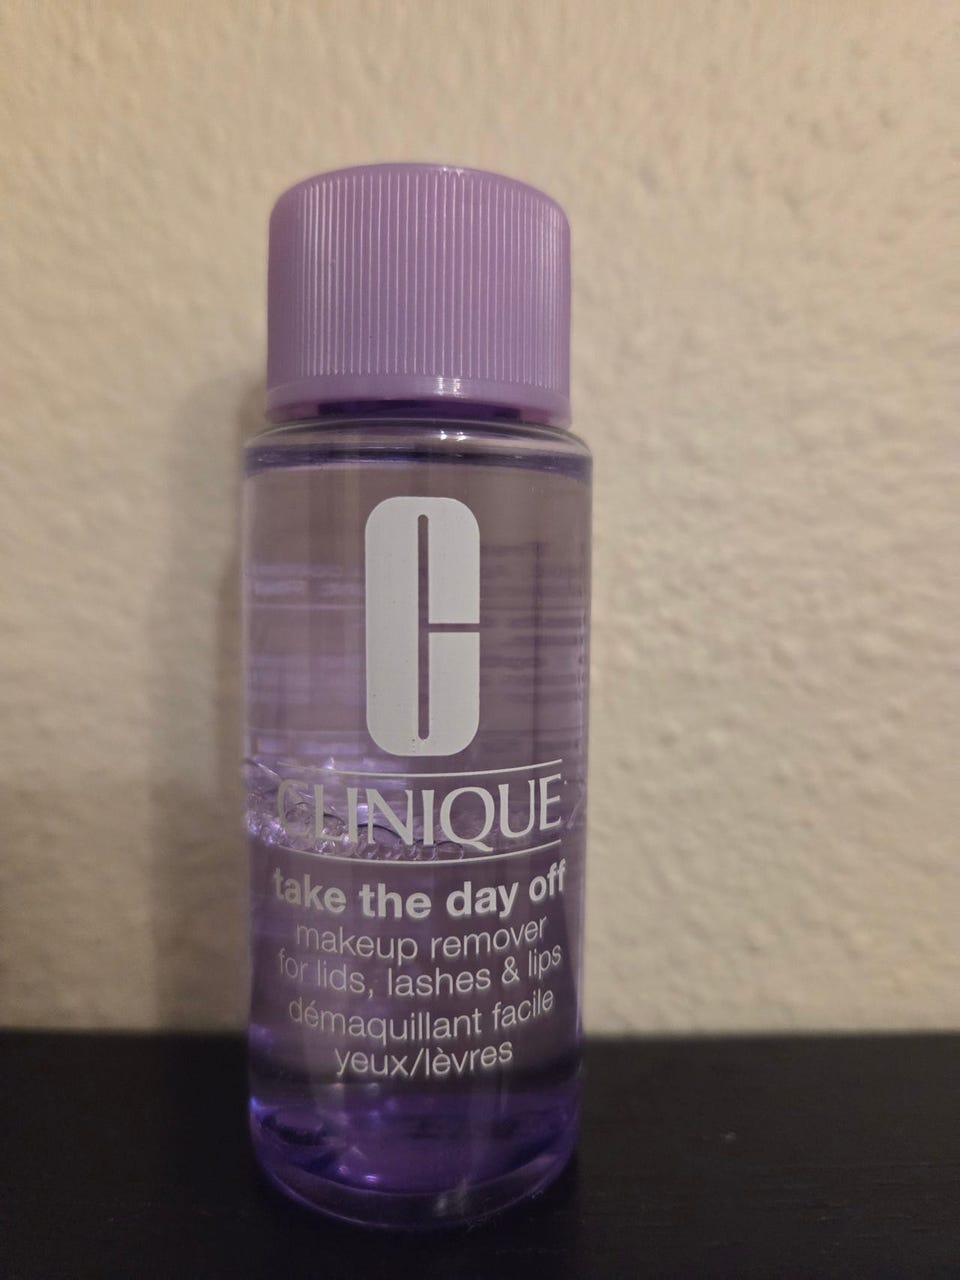 C
CLINIQUE
take the day off
makeup remover
for lids, lashes & lips
démaquillant facile
yeux/lèvres